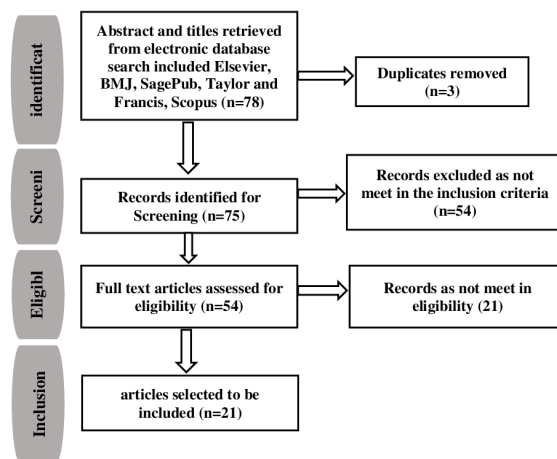 identificat
Abstract and titles retrieved
from electronic database
search included Elsevier,
BMJ, SagePub, Taylor and
Francis, Scopus (n=78)
Duplicates removed
(n=3)
Screeni
Records identified for
Screening (n=75)
Records excluded as not
meet in the inclusion criteria
(n=54)
Eligibl
Full text articles assessed for
eligibility (n=54)
Records as not meet in
eligibility (21)
Inclusion
articles selected to be
included (n=21)